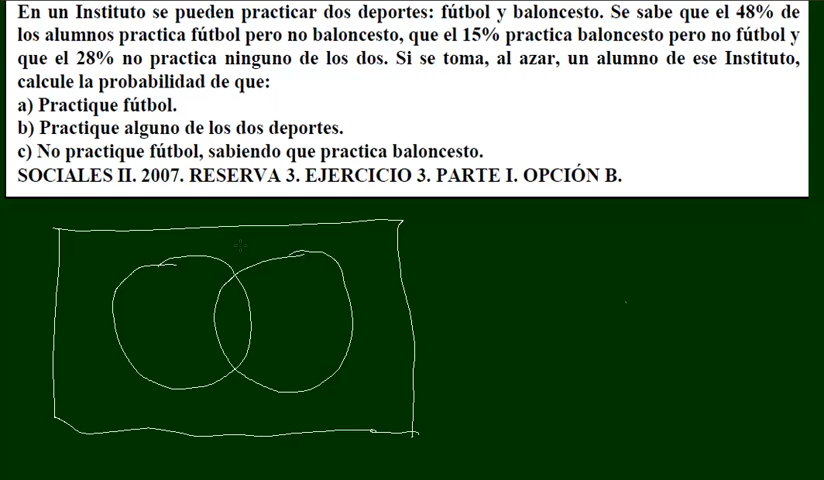 En un Instituto se pueden practicar dos deportes: fútbol y baloncesto. Se sabe que el 48% de
los alumnos practica fútbol pero no baloncesto, que el 15% practica baloncesto pero no fútbol y
que el 28% no practica ninguno de los dos. Si se toma, al azar, un alumno de ese Instituto,
calcule la probabilidad de que:
a) Practique fútbol.
b) Practique alguno de los dos deportes.
c) No practique fútbol, sabiendo que practica baloncesto.
SOCIALES II. 2007. RESERVA 3. EJERCICIO 3. PARTE I. OPCIÓN B.